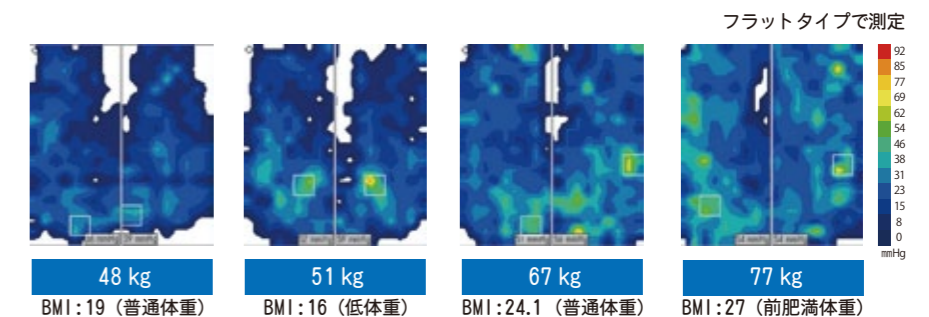 フラットタイプで測定
92
85
77
69
62
54
46
38
31
23
15
8
0
mmHg
48 kg
51 kg
67 kg
77 kg
BMI:19（普通体重）
BMI:16（低体重）
BMI:24.1（普通体重）
BMI:27（前肥満体重）